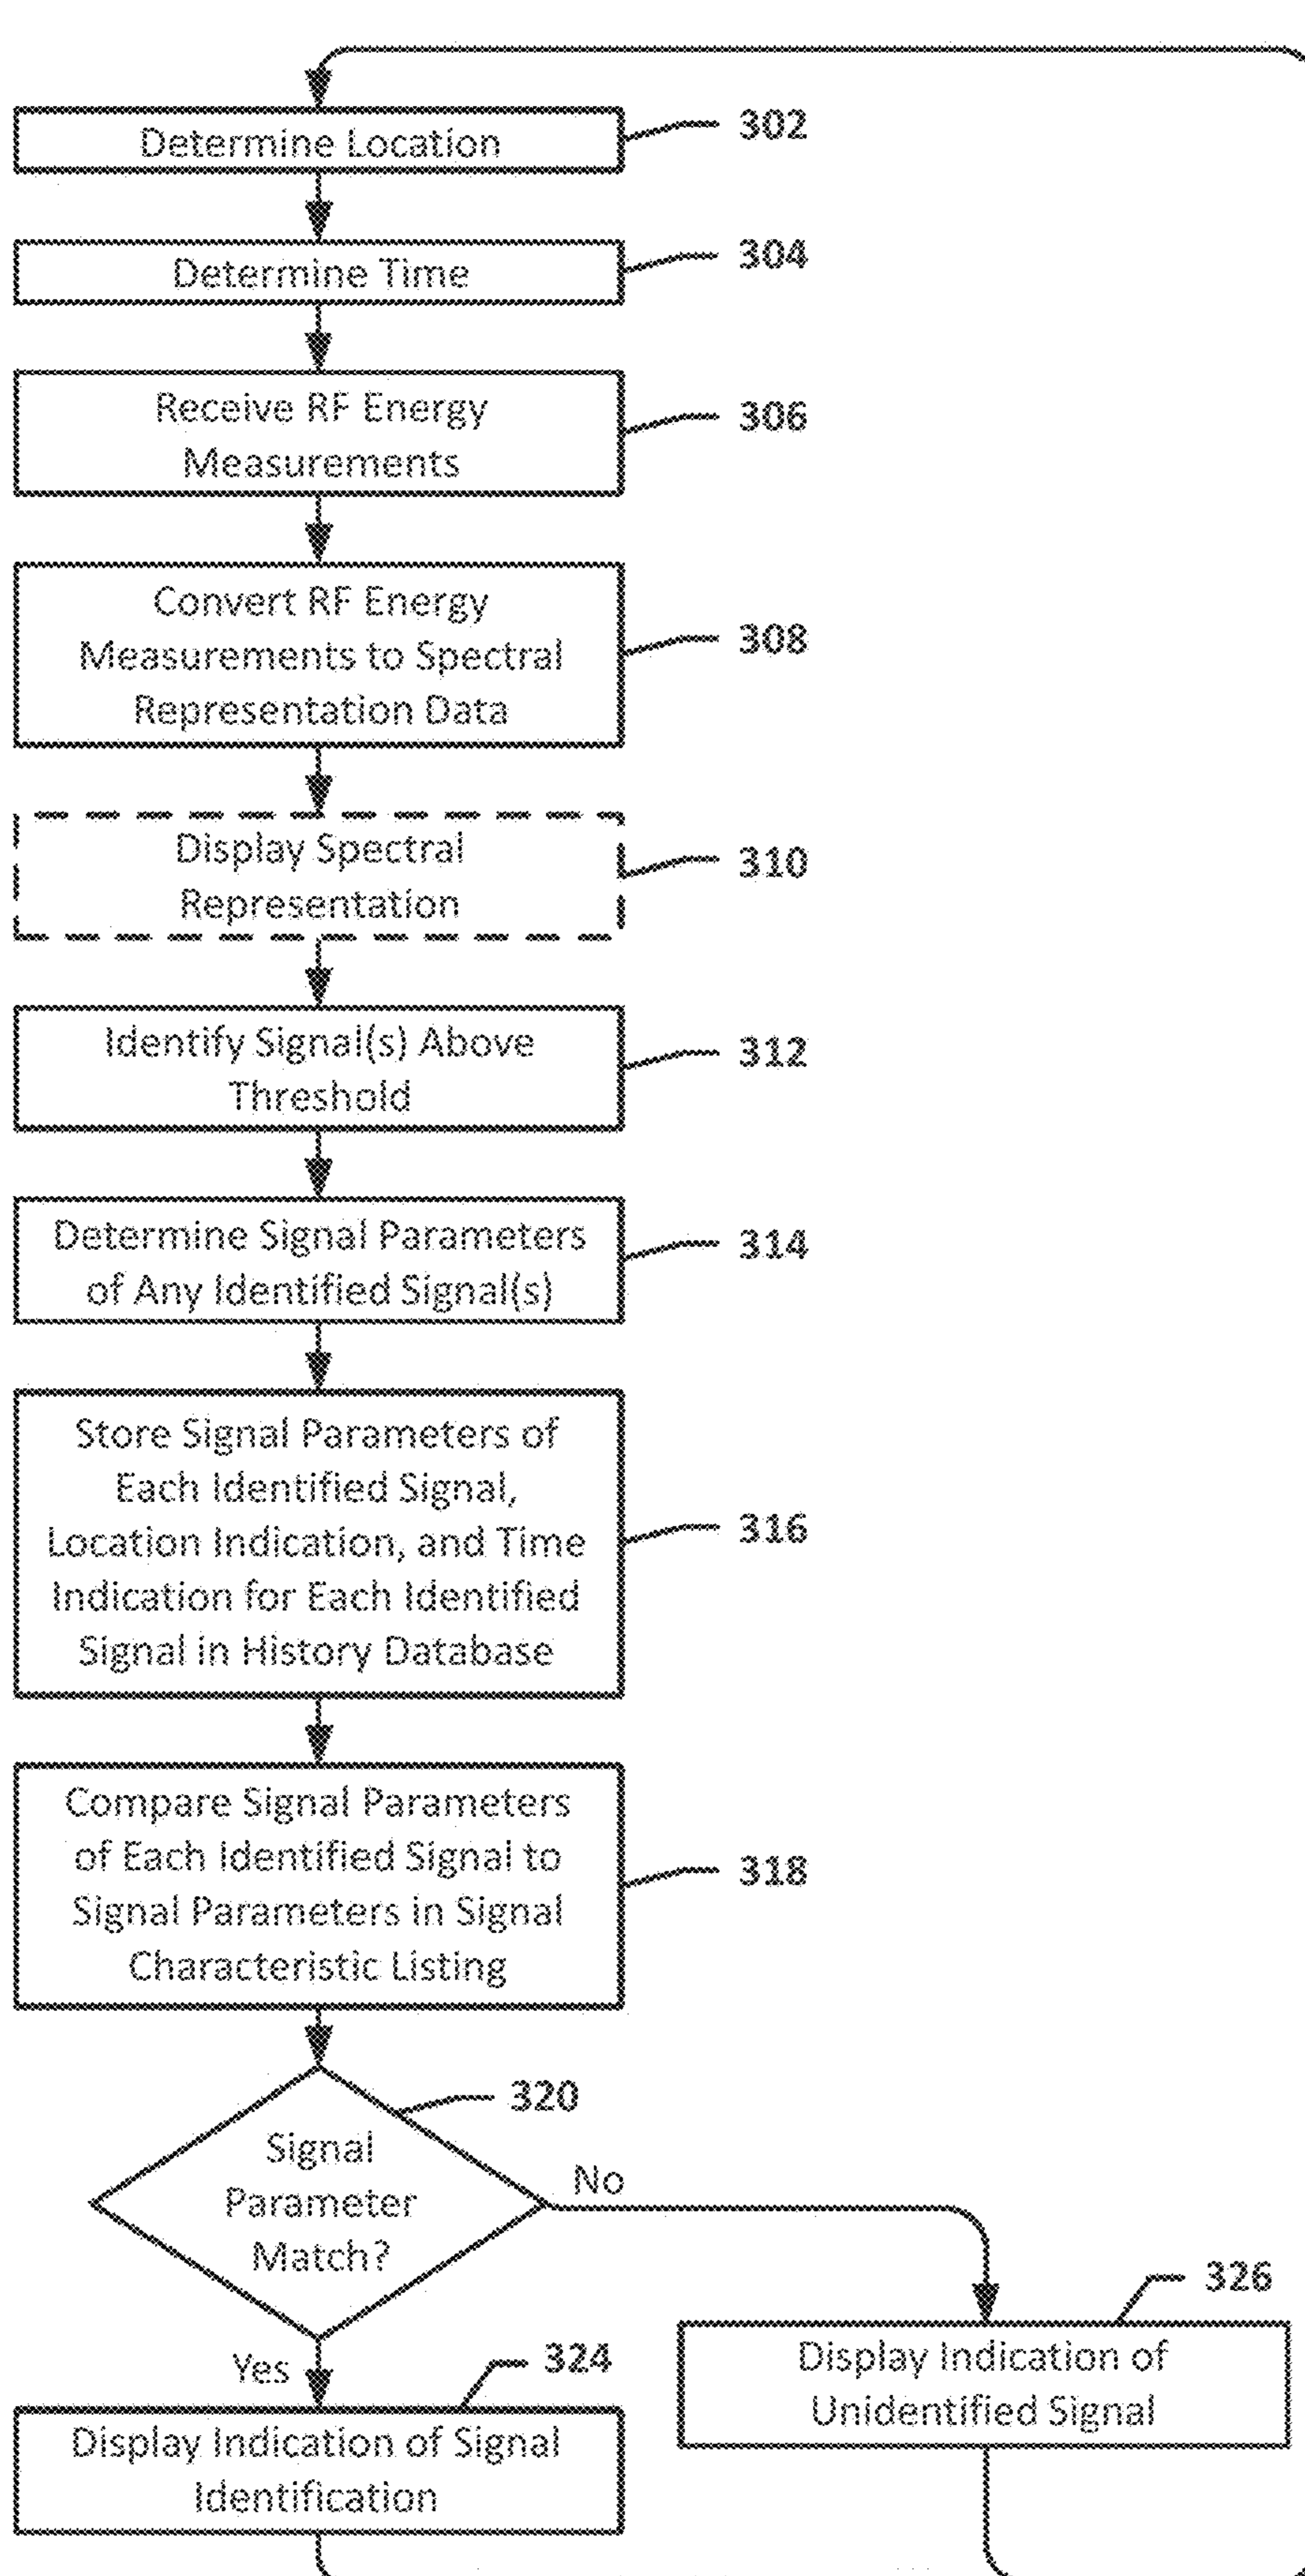 Determine Location
302
Determine Time
304
Receive RF Energy
Measurements
306
Convert RF Energy
Measurements to Spectral
Representation Data
308
Display Spectral
Representation
310
Identify Signal(s) Above
Threshold
312
Determine Signal Parameters
of Any Identified Signal(s)
314
Store Signal Parameters of
Each Identified Signal,
Location Indication, and Time
Indication for Each Identified
Signal in History Database
316
Compare Signal Parameters
of Each Identified Signal to
Signal Parameters in Signal
Characteristic Listing
318
320
Signal
Parameter
Match?
No
Yes
324
Display Indication of Signal
Identification
326
Display Indication of
Unidentified Signal